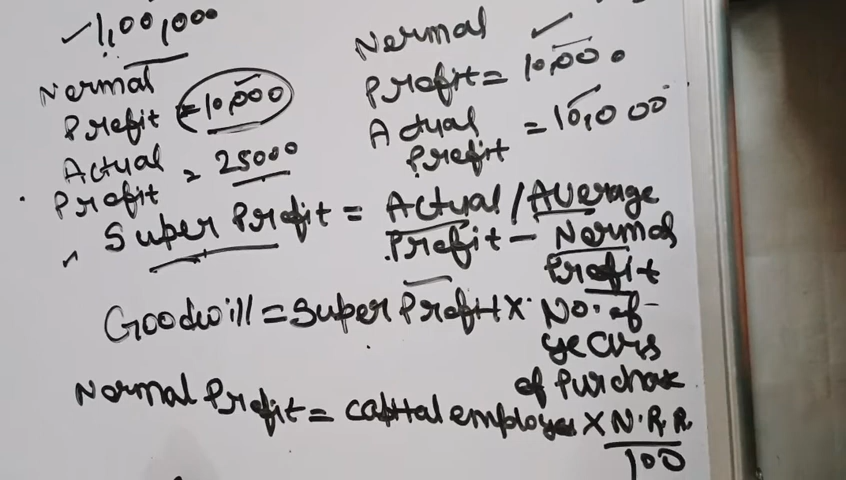 1,00,000
Normal
Profit = 10,000
Actual
Profit = 25000
Normal
Profit = 10,000
Actual
Profit = 10,000
Super Profit = Actual / Average
Profit - Normal
Profit
Goodwill = Super Profit X No. of
years
of Purchase
Normal Profit = capital employe X N.R.R.
100